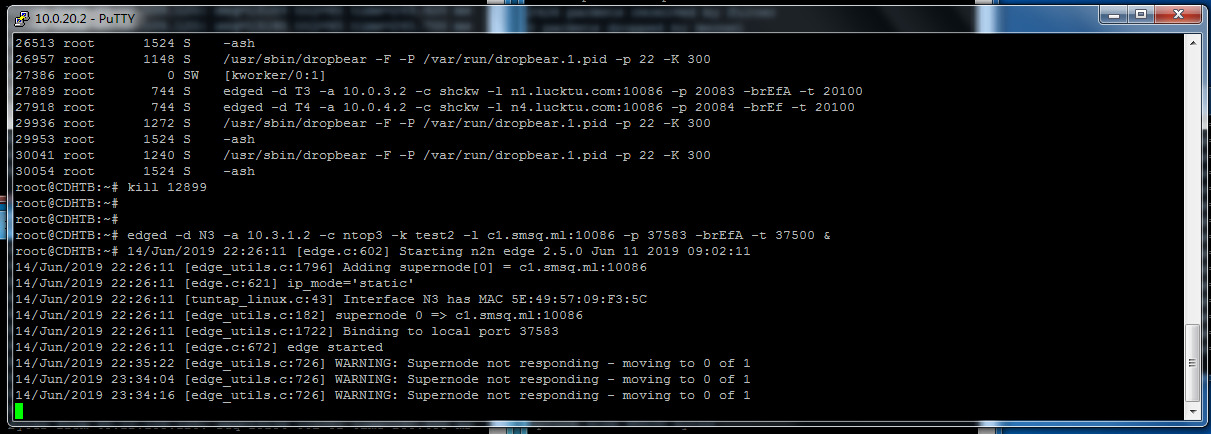 10.0.20.2 - PuTTY
26513 root      1524 S    -ash
26957 root      1148 S    /usr/sbin/dropbear -F -P /var/run/dropbear.1.pid -p 22 -K 300
27386 root         0 SW   [kworker/0:1]
27889 root       744 S    edged -d T3 -a 10.0.3.2 -c shckw -l n1.lucktu.com:10086 -p 20083 -brEfA -t 20100
27918 root       744 S    edged -d T4 -a 10.0.4.2 -c shckw -l n4.lucktu.com:10086 -p 20084 -brEf -t 20100
29936 root      1272 S    /usr/sbin/dropbear -F -P /var/run/dropbear.1.pid -p 22 -K 300
29953 root      1524 S    -ash
30041 root      1240 S    /usr/sbin/dropbear -F -P /var/run/dropbear.1.pid -p 22 -K 300
30054 root      1524 S    -ash
root@CDHTB:~# kill 12899
root@CDHTB:~#
root@CDHTB:~#
root@CDHTB:~# edged -d N3 -a 10.3.1.2 -c ntop3 -k test2 -l c1.smsq.ml:10086 -p 37583 -brEfA -t 37500 &
root@CDHTB:~# 14/Jun/2019 22:26:11 [edge.c:602] Starting n2n edge 2.5.0 Jun 11 2019 09:02:11
14/Jun/2019 22:26:11 [edge_utils.c:1796] Adding supernode[0] = c1.smsq.ml:10086
14/Jun/2019 22:26:11 [edge.c:621] ip_mode='static'
14/Jun/2019 22:26:11 [tuntap_linux.c:43] Interface N3 has MAC 5E:49:57:09:F3:5C
14/Jun/2019 22:26:11 [edge_utils.c:182] supernode 0 => c1.smsq.ml:10086
14/Jun/2019 22:26:11 [edge_utils.c:1722] Binding to local port 37583
14/Jun/2019 22:26:11 [edge.c:672] edge started
14/Jun/2019 22:35:22 [edge_utils.c:726] WARNING: Supernode not responding - moving to 0 of 1
14/Jun/2019 23:34:04 [edge_utils.c:726] WARNING: Supernode not responding - moving to 0 of 1
14/Jun/2019 23:34:16 [edge_utils.c:726] WARNING: Supernode not responding - moving to 0 of 1